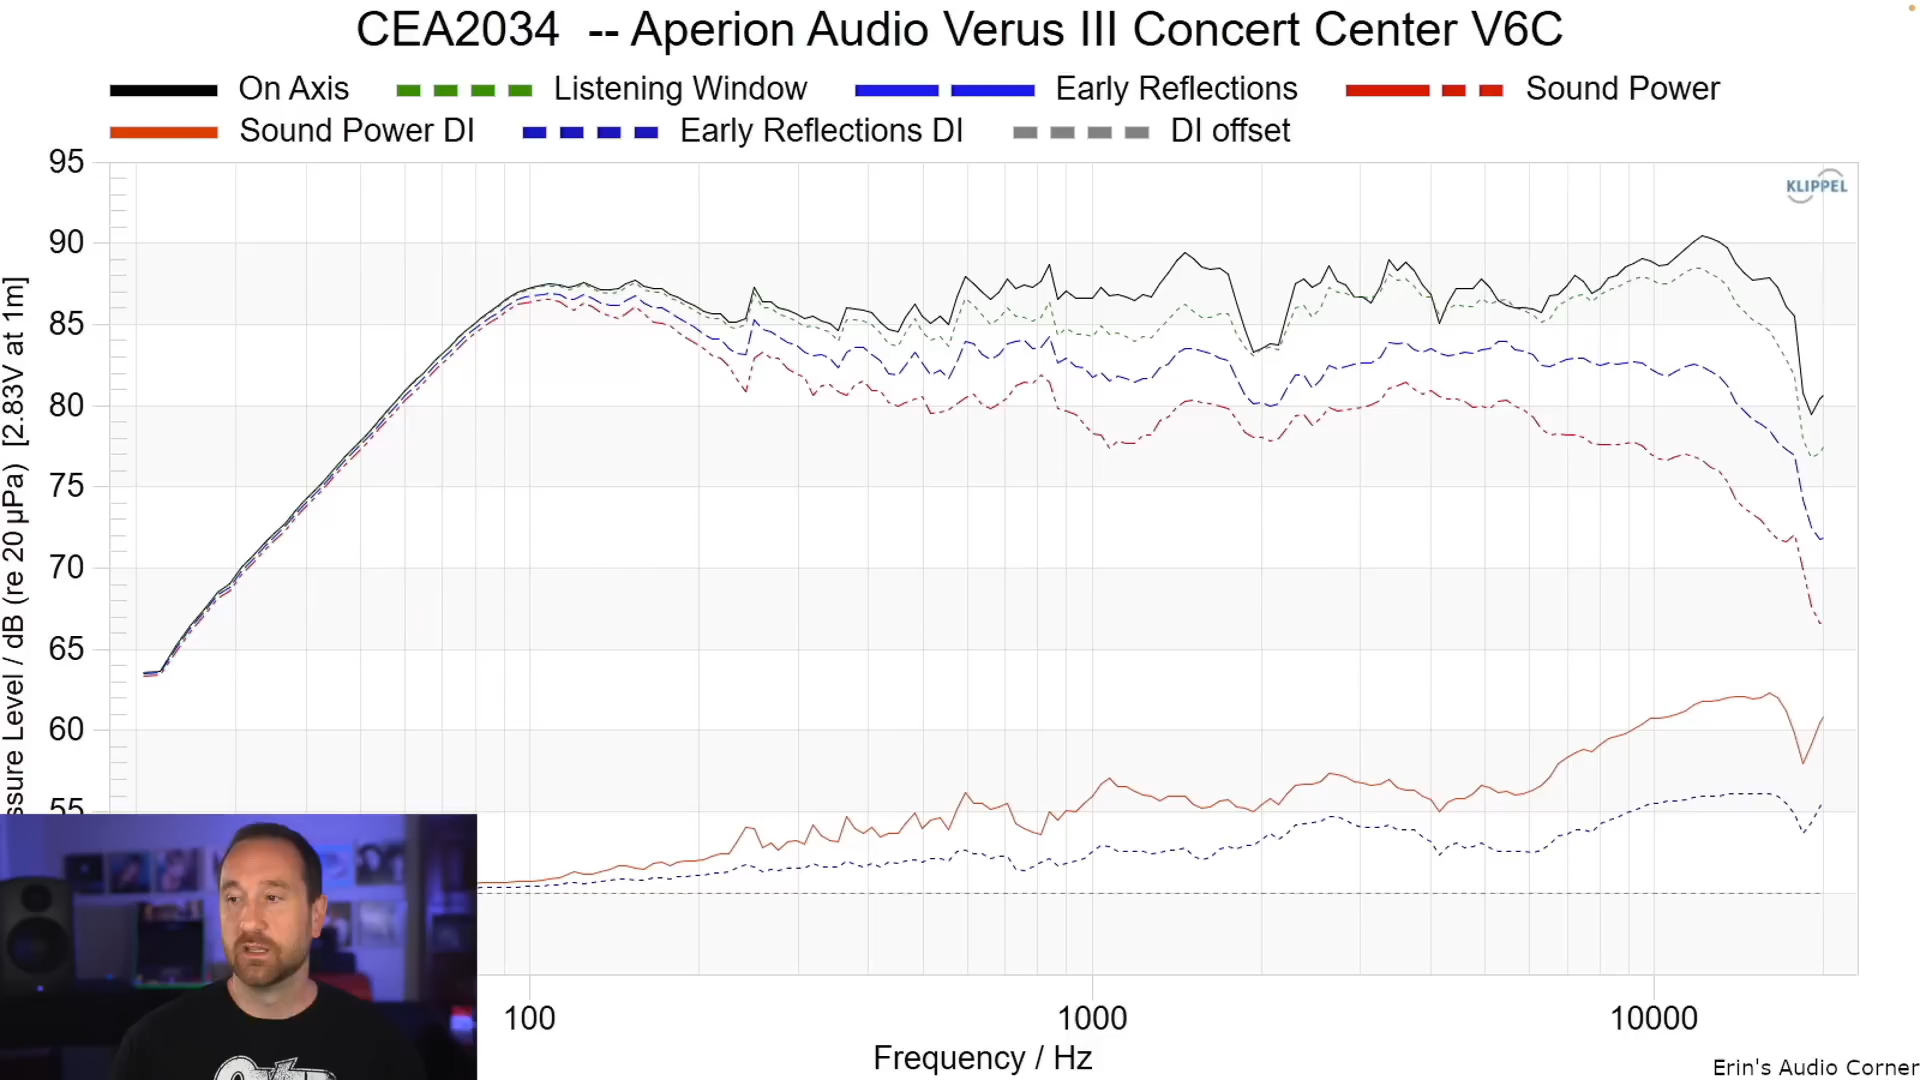 CEA2034 -- Aperion Audio Verus III Concert Center V6C
On Axis Listening Window Early Reflections Sound Power
Sound Power DI Early Reflections DI DI offset
95
KLIPPEL
90
85
80
75
70
65
60
55
ssure Level / dB (re 20 µPa) [2.83V at 1m]
100 1000 10000
Frequency / Hz
Erin's Audio Corner